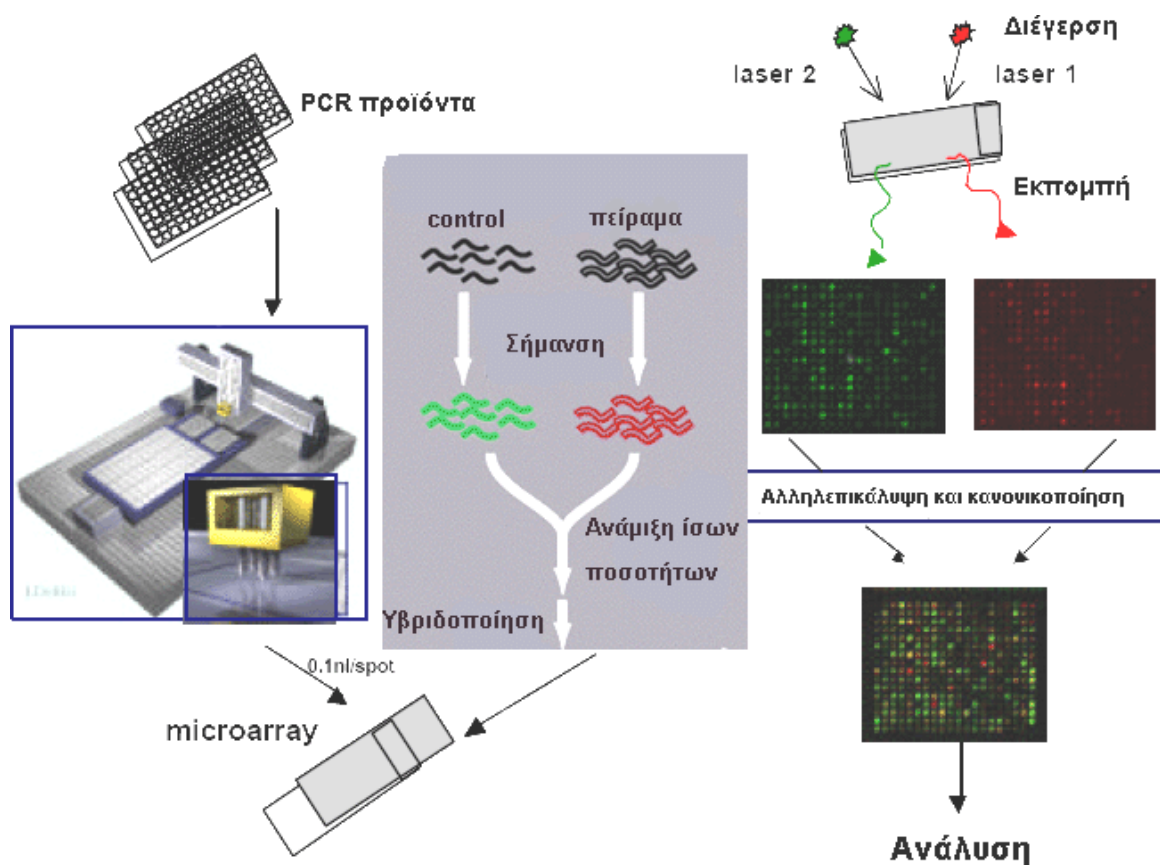 PCR προϊόντα
0.1nl/spot
microarray
control
πείραμα
Σήμανση
Ανάμιξη ίσων
ποσοτήτων
Υβριδοποίηση
Διέγερση
laser 2
laser 1
Εκπομπή
Αλληλεπικάλυψη και κανονικοποίηση
Ανάλυση